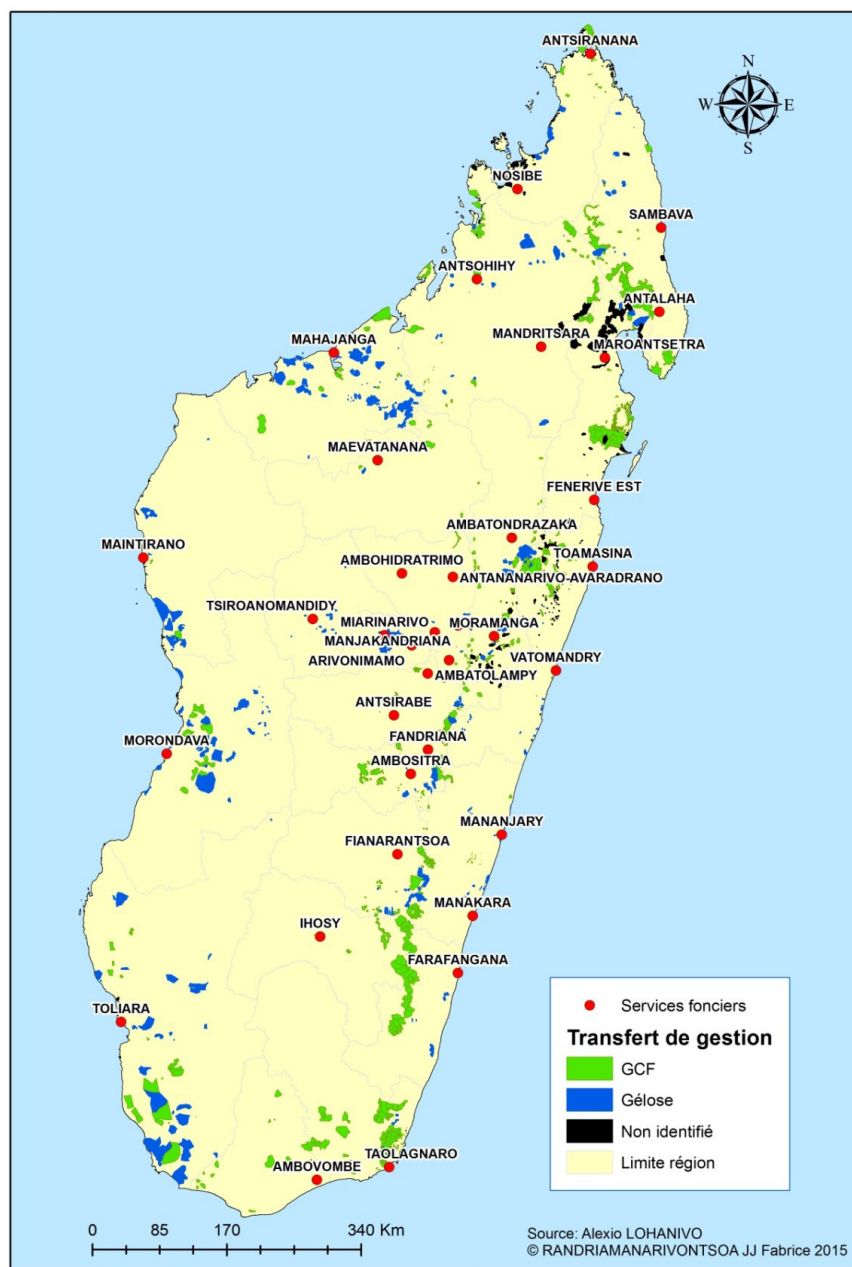 ANTSIRANANA
N
W E
S
NOSIBE
SAMBAVA
ANTSOHIHY
ANTALAHA
MAHAJANGA
MANDRITSARA
MAROANTSETRA
MAEVATANANA
FENERIVE EST
AMBATONDRAZAKA
MAINTIRANO
AMBOHIDRATRIMO
TOAMASINA
ANTANANARIVO-AVARADRANO
TSIROANOMANDIDY
MIARINARIVO
MORAMANGA
MANJAKANDRIANA
ARIVONIMAMO
VATOMANDRY
AMBATOLAMPY
ANTSIRABE
MORONDAVA
FANDRIANA
AMBOSITRA
MANANJARY
FIANARANTSOA
MANAKARA
IHOSY
FARAFANGANA
TOLIARA
TAOLAGNARO
AMBOVOMBE
Services fonciers
Transfert de gestion
GCF
Gélose
Non identifié
Limite région
0 85 170 340 Km
Source: Alexio LOHANIVO
© RANDRIAMANARIVONTSOA JJ Fabrice 2015